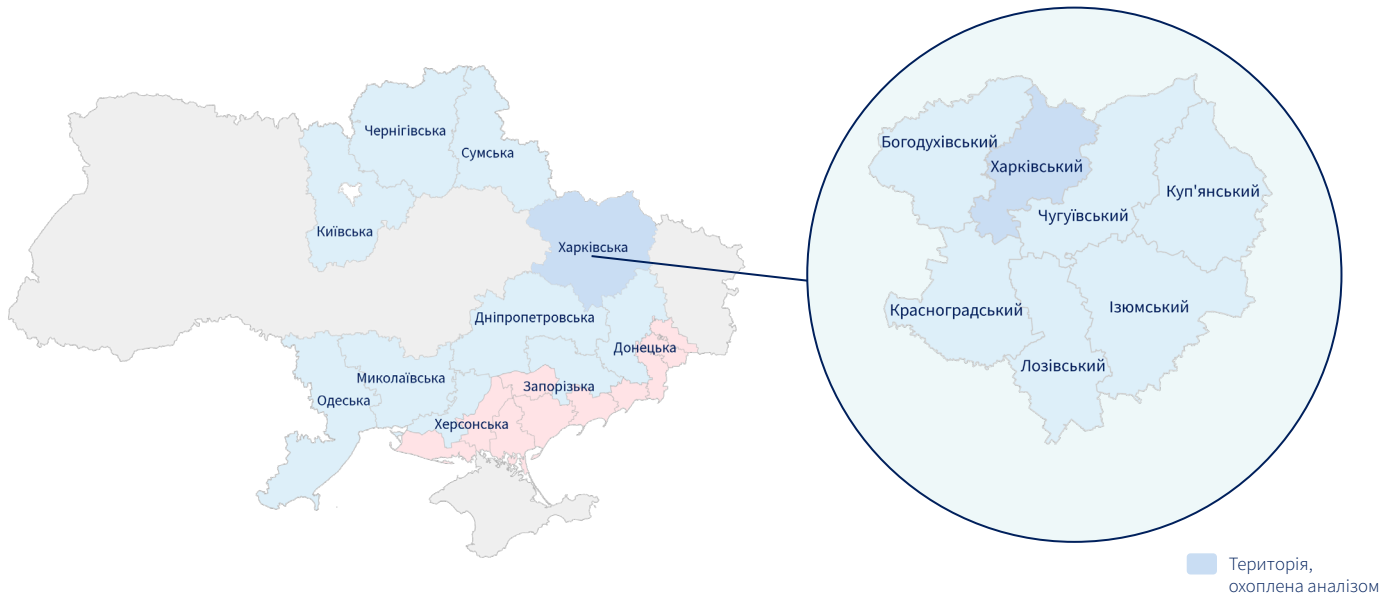 Чернігівська
Сумська
Київська
Харківська
Дніпропетровська
Донецька
Миколаївська
Запорізька
Одеська
Херсонська
Богодухівський
Харківський
Куп'янський
Чугуївський
Красноградський
Ізюмський
Лозівський
Територія,
охоплена аналізом